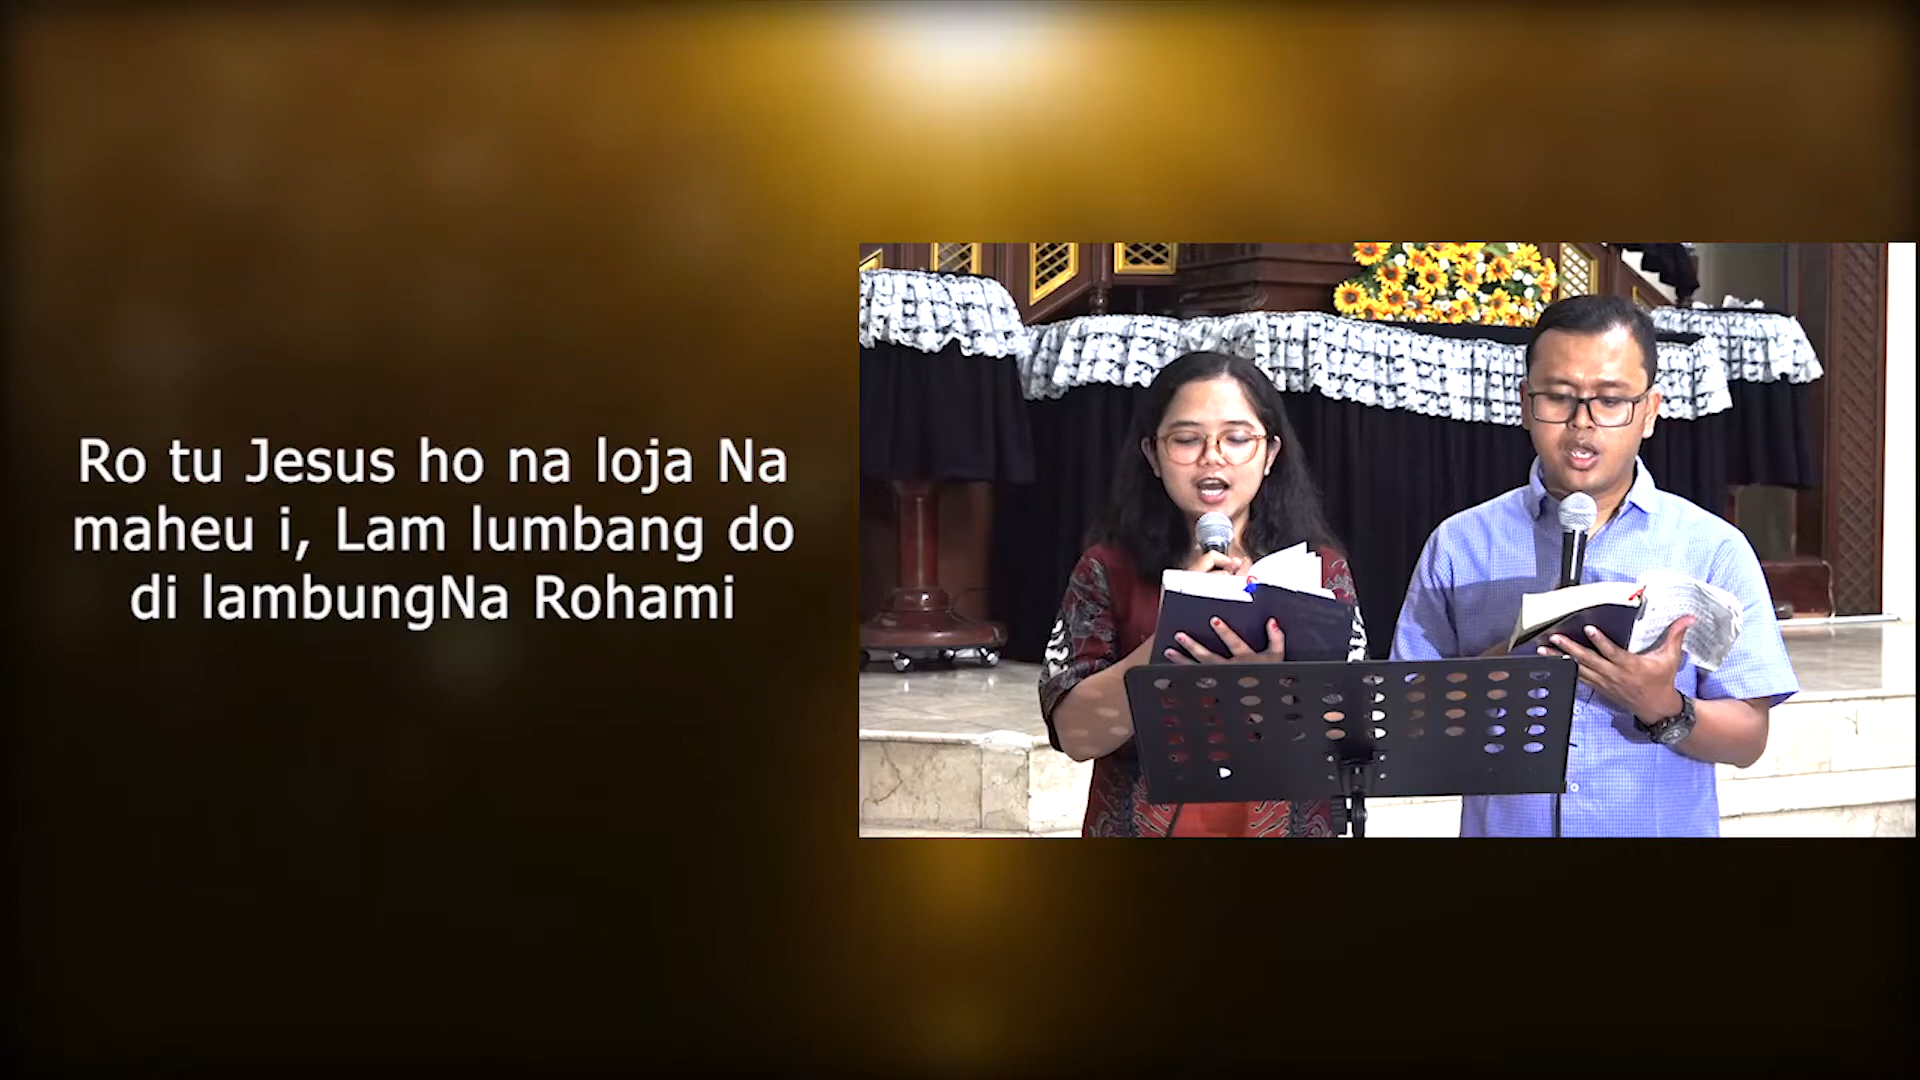 Ro tu Jesus ho na loja Na
maheu i, Lam lumbang do
di lambungNa Rohami